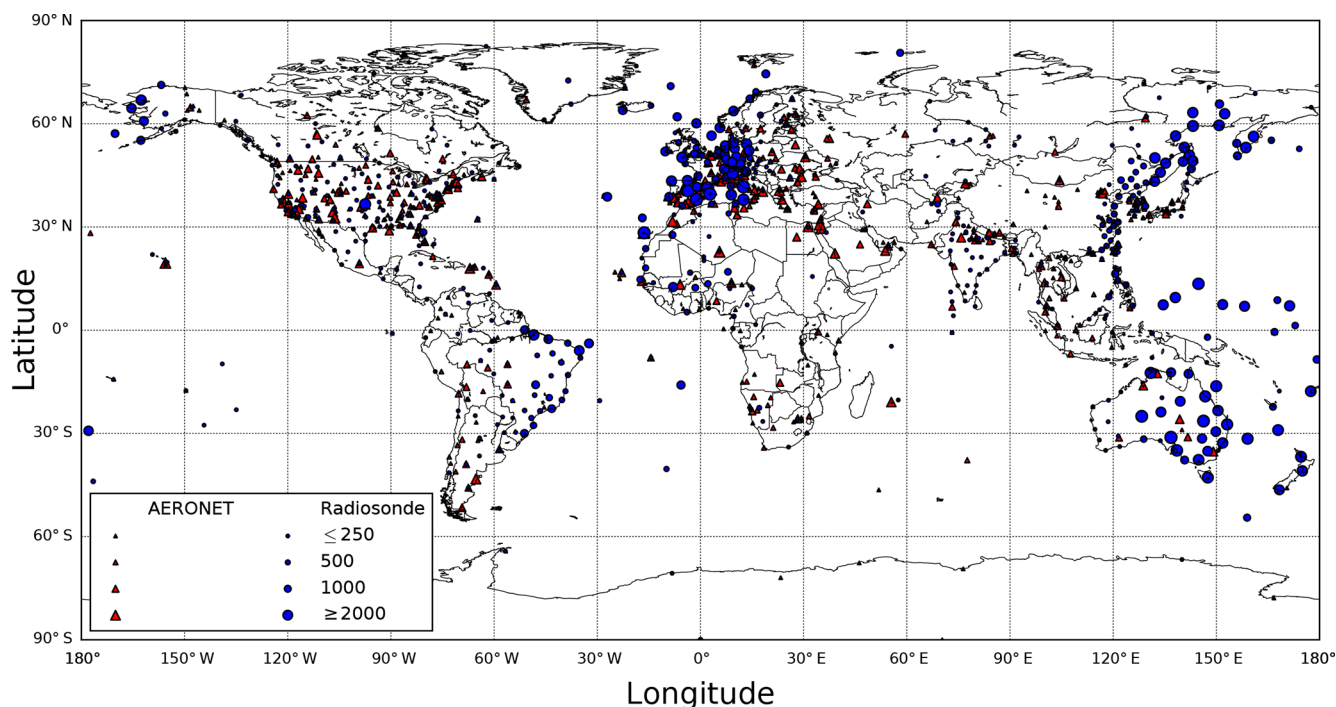 90° N
60° N
30° N
0°
30° S
60° S
90° S
Latitude
AERONET Radiosonde
≤250
500
1000
≥2000
180° 150° W 120° W 90° W 60° W 30° W 0° 30° E 60° E 90° E 120° E 150° E 180°
Longitude